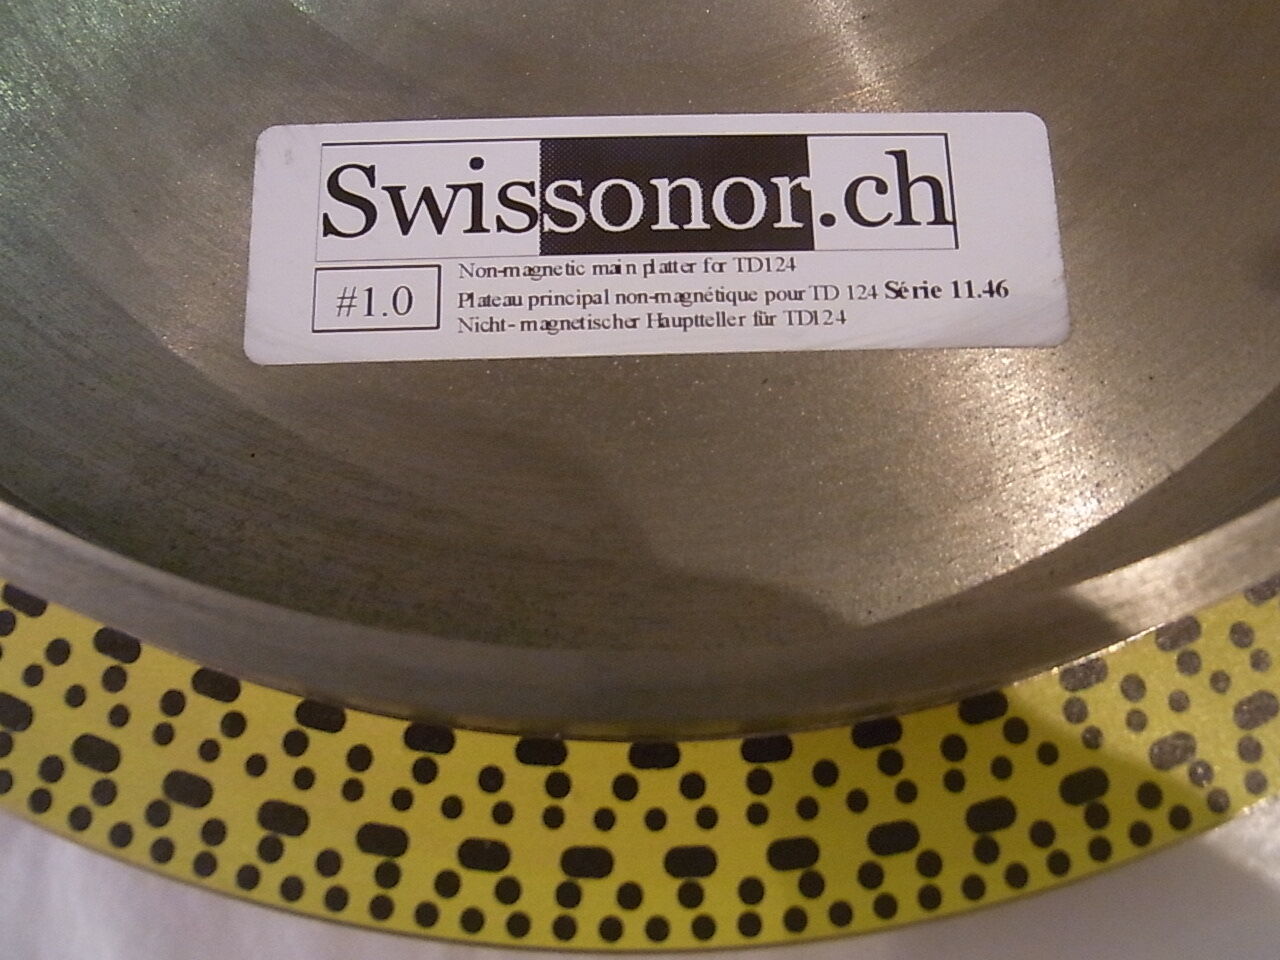 Swissonor.ch
#1.0
Non-magnetic main platter for TD124
Plateau principal non-magnétique pour TD 124 Série 11.46
Nicht-magnetischer Hauptteller für TD124